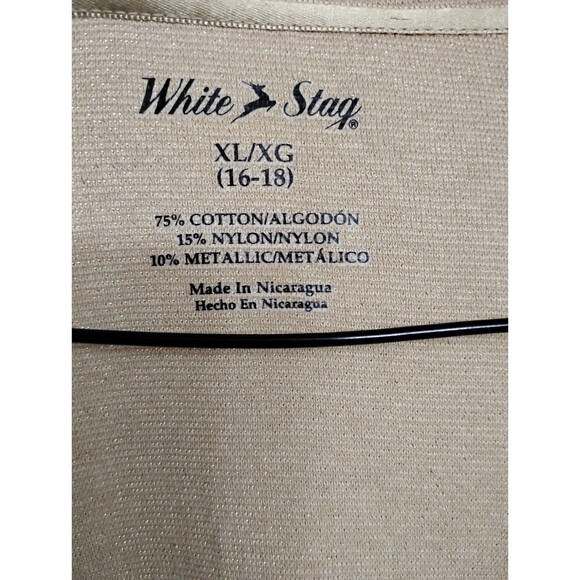 White Stag®
XL/XG
(16-18)
75% COTTON/ALGODÓN
15% NYLON/NYLON
10% METALLIC/METÁLICO
Made In Nicaragua
Hecho En Nicaragua